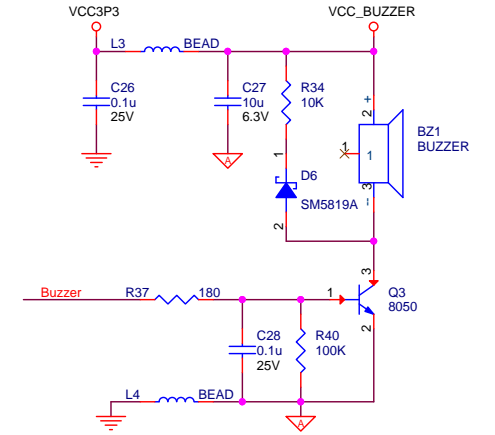 VCC3P3
VCC_BUZZER
L3 BEAD
C26
0.1u
25V
C27
10u
6.3V
R34
10K
+
2
1
1
BZ1
BUZZER
3
-
1
D6
SM5819A
2
3
Buzzer
R37 180
1
Q3
8050
2
C28
0.1u
25V
R40
100K
L4 BEAD
A
A